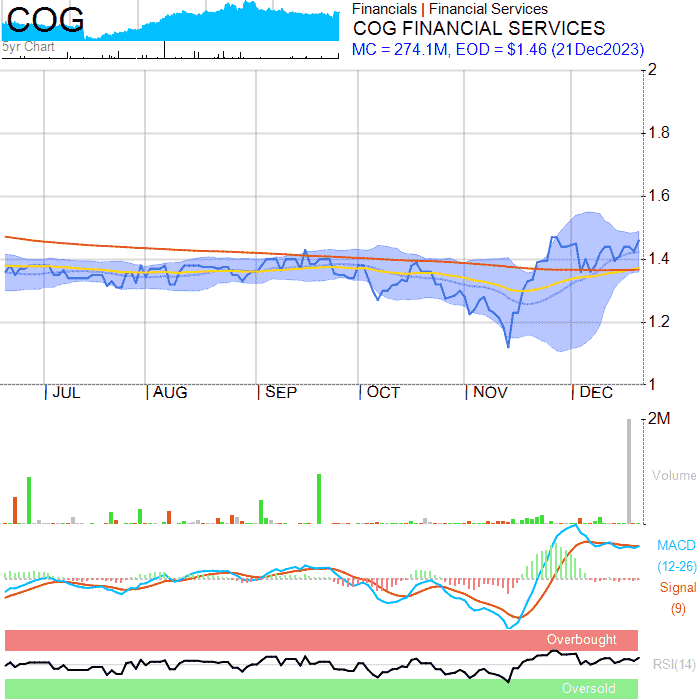 COG
5yr Chart
Financials | Financial Services
COG FINANCIAL SERVICES
MC = 274.1M, EOD = $1.46 (21Dec2023)
2
1.8
1.6
1.4
1.2
1
JUL AUG SEP OCT NOV DEC
2M
Volume
MACD
(12-26)
Signal
(9)
Overbought
RSI(14)
Oversold